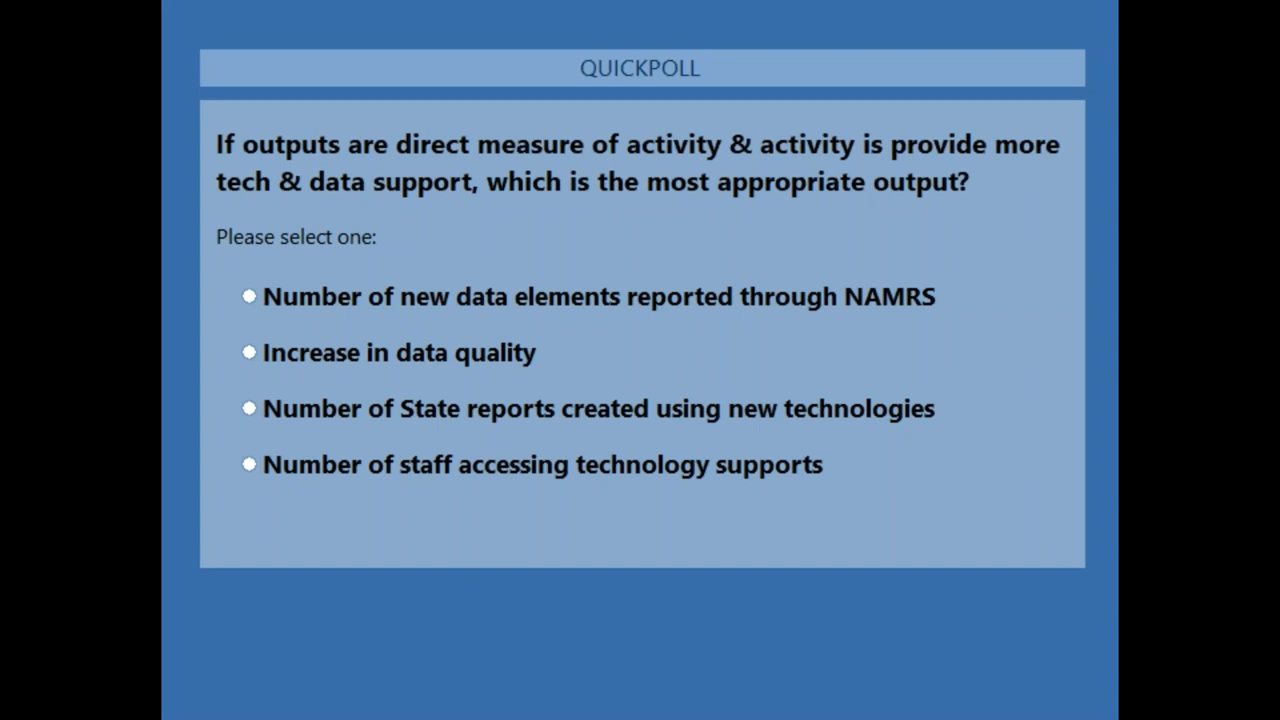 QUICKPOLL
If outputs are direct measure of activity & activity is provide more
tech & data support, which is the most appropriate output?
Please select one:
Number of new data elements reported through NAMRS
Increase in data quality
Number of State reports created using new technologies
Number of staff accessing technology supports